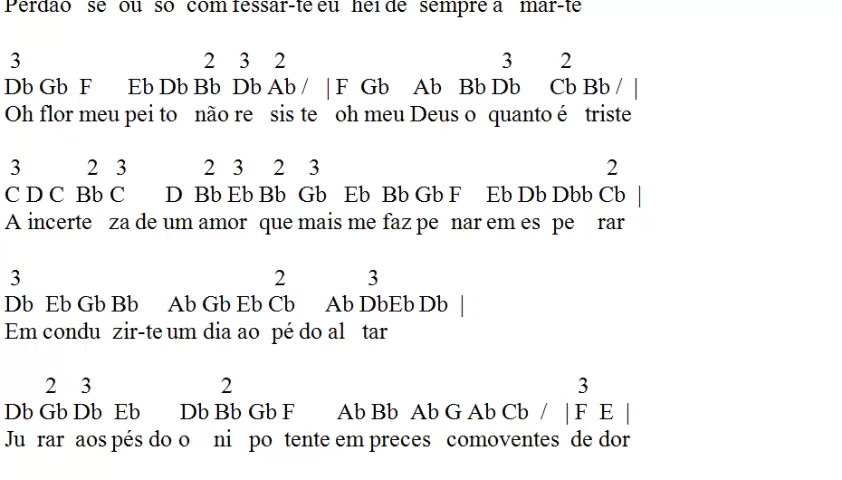 Perdão se ou so com fessar-te eu hei de sempre a mar-te
3 2 3 2 3 2
Db Gb F Eb Db Bb Db Ab / | F Gb Ab Bb Db Cb Bb / |
Oh flor meu pei to não re sis te oh meu Deus o quanto é triste
3 2 3 2 3 2 3 2
C D C Bb C D Bb Eb Bb Gb Eb Bb Gb F Eb Db Dbb Cb |
A incerte za de um amor que mais me faz pe nar em es pe rar
3 2 3
Db Eb Gb Bb Ab Gb Eb Cb Ab DbEb Db |
Em condu zir-te um dia ao pé do al tar
2 3 2 3
Db Gb Db Eb Db Bb Gb F Ab Bb Ab G Ab Cb / | F E |
Ju rar aos pés do o ni po tente em preces comoventes de dor